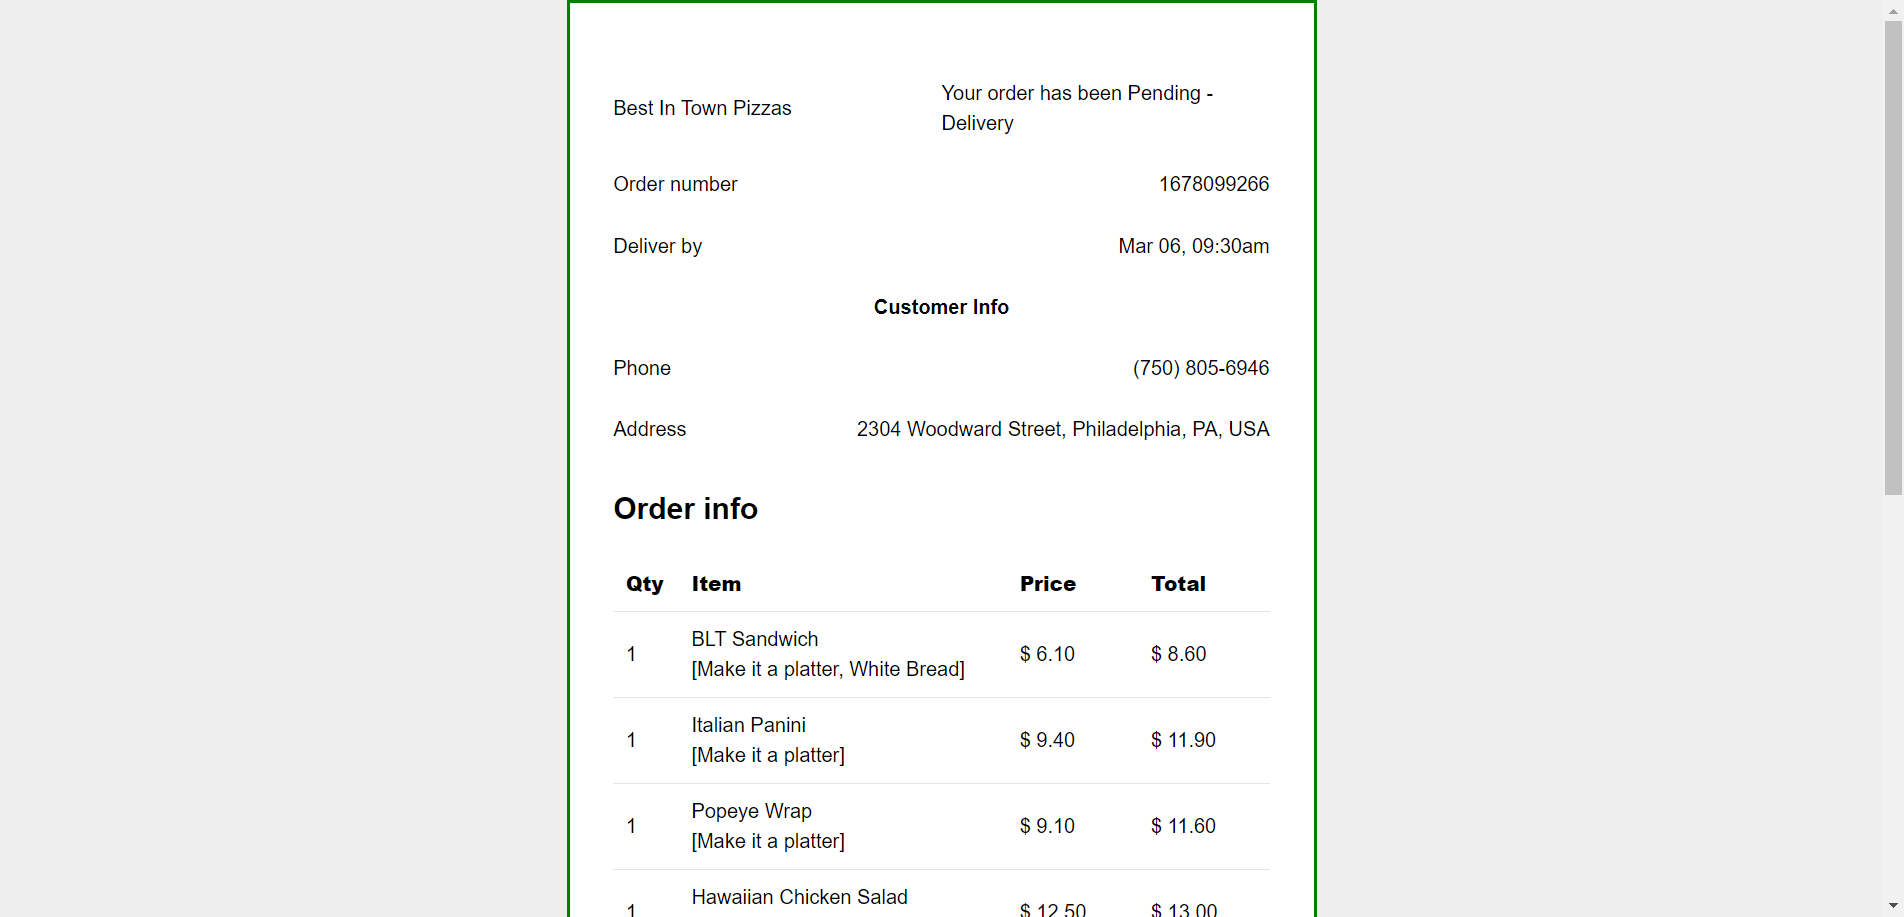 Best In Town Pizzas
Your order has been Pending -
Delivery
Order number 1678099266
Deliver by Mar 06, 09:30am
Customer Info
Phone (750) 805-6946
Address 2304 Woodward Street, Philadelphia, PA, USA
Order info
Qty Item Price Total
1 BLT Sandwich $ 6.10 $ 8.60
[Make it a platter, White Bread]
1 Italian Panini $ 9.40 $ 11.90
[Make it a platter]
1 Popeye Wrap $ 9.10 $ 11.60
[Make it a platter]
Hawaiian Chicken Salad
1 $ 12.50 $ 13.00